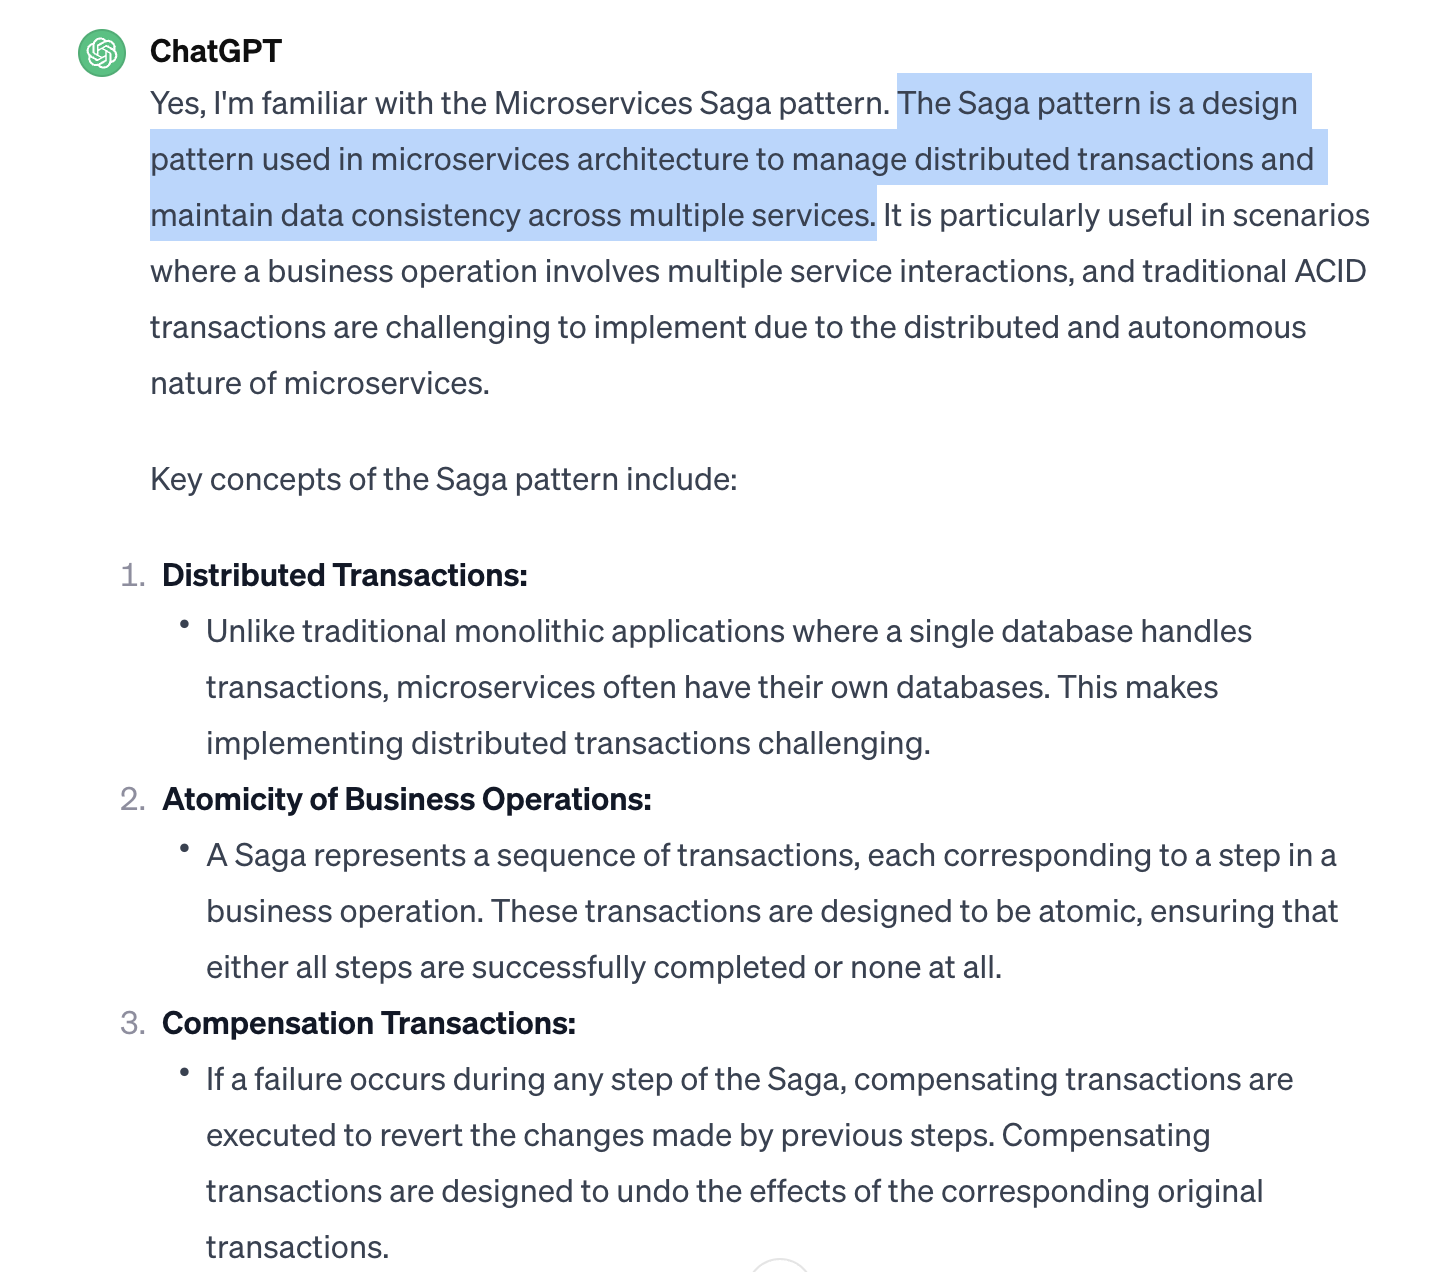 ChatGPT
Yes, I'm familiar with the Microservices Saga pattern. The Saga pattern is a design
pattern used in microservices architecture to manage distributed transactions and
maintain data consistency across multiple services. It is particularly useful in scenarios
where a business operation involves multiple service interactions, and traditional ACID
transactions are challenging to implement due to the distributed and autonomous
nature of microservices.
Key concepts of the Saga pattern include:
1. Distributed Transactions:
• Unlike traditional monolithic applications where a single database handles
transactions, microservices often have their own databases. This makes
implementing distributed transactions challenging.
2. Atomicity of Business Operations:
• A Saga represents a sequence of transactions, each corresponding to a step in a
business operation. These transactions are designed to be atomic, ensuring that
either all steps are successfully completed or none at all.
3. Compensation Transactions:
• If a failure occurs during any step of the Saga, compensating transactions are
executed to revert the changes made by previous steps. Compensating
transactions are designed to undo the effects of the corresponding original
transactions.